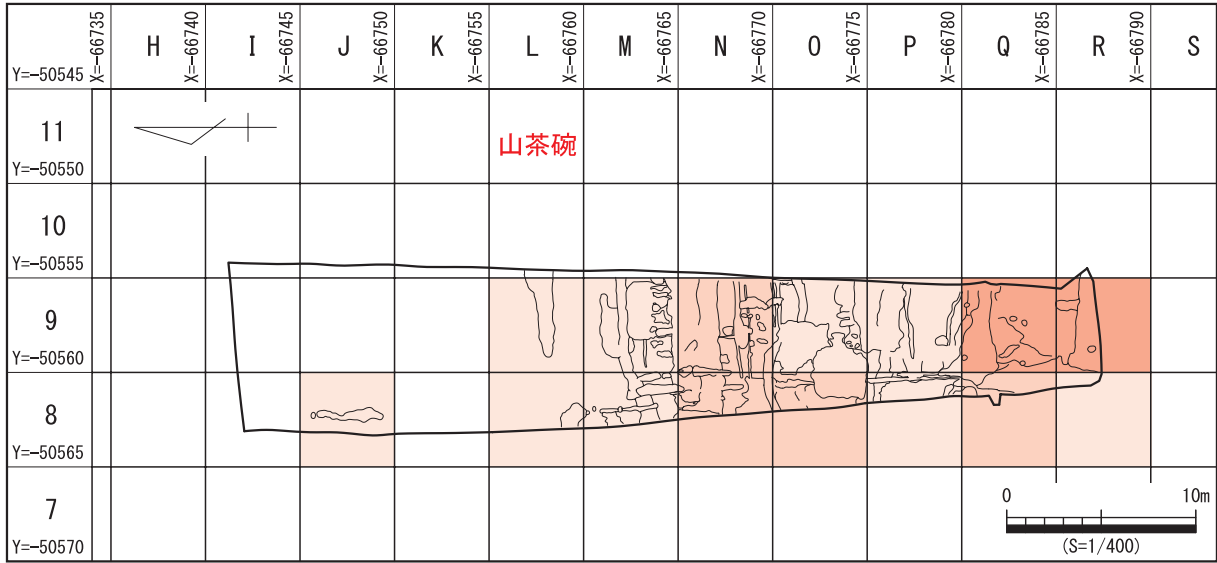 Y=-50545 X=-66735 H X=-66740 I X=-66745 J X=-66750 K X=-66755 L X=-66760 M X=-66765 N X=-66770 O X=-66775 P X=-66780 Q X=-66785 R X=-66790 S
11
山茶碗
Y=-50550
10
Y=-50555
9
Y=-50560
8
Y=-50565
7
0 10m
Y=-50570
(S=1/400)